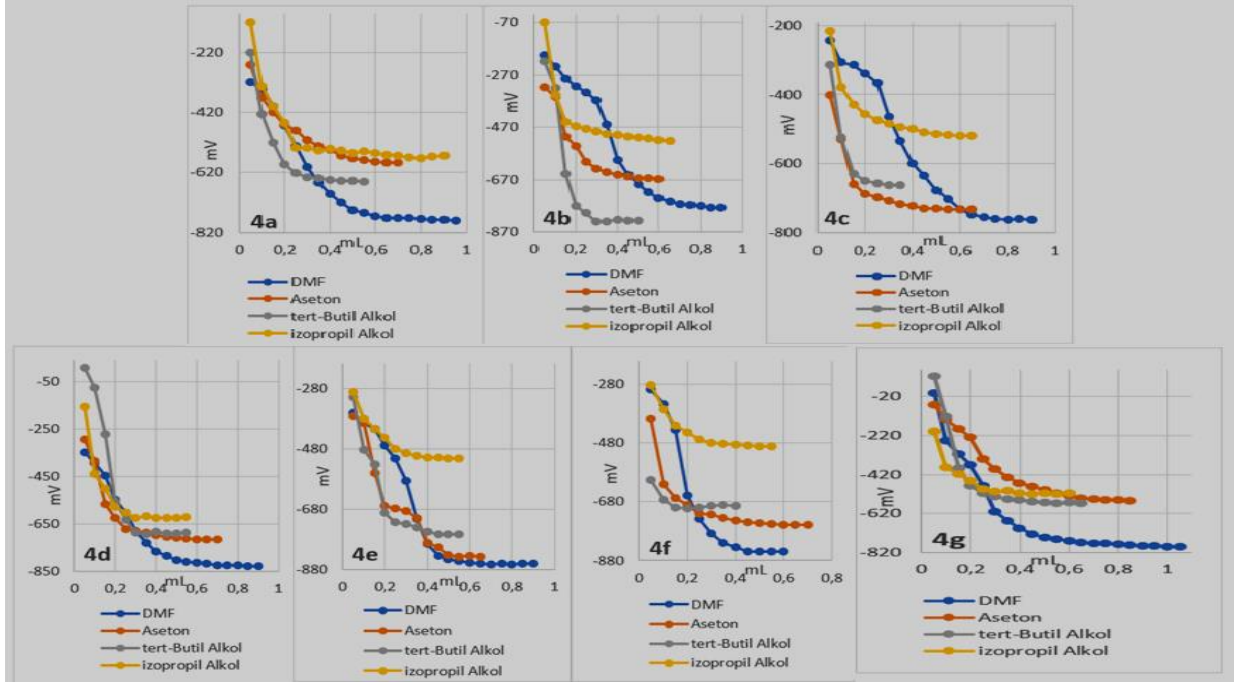 -220
-420
-620
-820
mV
4a
0 0,2 0,4 0,6 0,8 1
mL
DMF
Aseton
tert-Butil Alkol
izopropil Alkol
-70
-270
-470
-670
-870
mV
4b
0 0,2 0,4 0,6 0,8 1
mL
DMF
Aseton
tert-Butil Alkol
izopropil Alkol
-200
-400
-600
-800
mV
4c
0 0,2 0,4 0,6 0,8 1
mL
DMF
Aseton
tert-Butil Alkol
izopropil Alkol
-50
-250
-450
-650
-850
mV
4d
0 0,2 0,4 0,6 0,8 1
mL
DMF
Aseton
tert-Butil Alkol
izopropil Alkol
-280
-480
-680
-880
mV
4e
0 0,2 0,4 0,6 0,8 1
mL
DMF
Aseton
tert-Butil Alkol
izopropil Alkol
-280
-480
-680
-880
mV
4f
0 0,2 0,4 0,6 0,8
mL
DMF
Aseton
tert-Butil Alkol
izopropil Alkol
-20
-220
-420
-620
-820
mV
4g
0 0,2 0,4 0,6 0,8 1
mL
DMF
Aseton
tert-Butil Alkol
izopropil Alkol